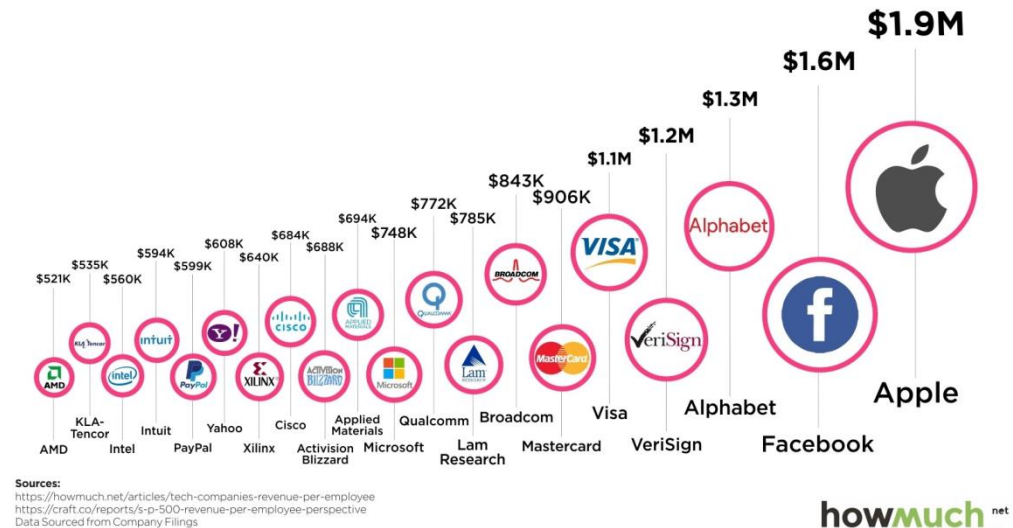 $1.9M
$1.6M
$1.3M
$1.2M
$1.1M
$906K
$843K
$785K
$772K
$748K
$694K
$688K
$684K
$640K
$608K
$599K
$594K
$560K
$535K
$521K
AMD
KLA Tencor
intel
intuit
PayPal
Y!
XILINX
CISCO
ACTIVISION
BLIZZARD
APPLIED
MATERIALS
Microsoft
QUALCOMM
Lam
RESEARCH
BROADCOM
MasterCard
VISA
VeriSign
Alphabet
f
AMD
KLA-
Tencor
Intel
Intuit
PayPal
Yahoo
Xilinx
Cisco
Activision
Blizzard
Applied
Materials
Microsoft
Qualcomm
Lam
Research
Broadcom
Mastercard
Visa
VeriSign
Alphabet
Facebook
Apple
Sources:
https://howmuch.net/articles/tech-companies-revenue-per-employee
https://craft.co/reports/s-p-500-revenue-per-employee-perspective
Data Sourced from Company Filings
howmuch net